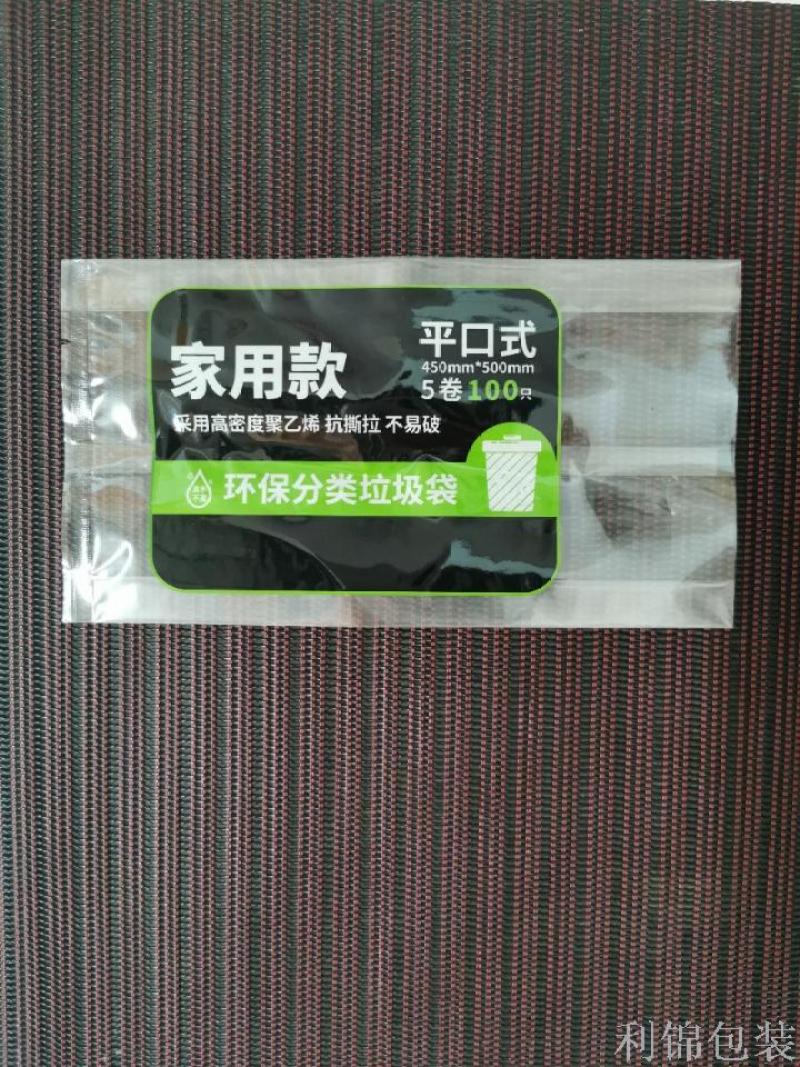 家用款
平口式
450mm*500mm
5卷100只
采用高密度聚乙烯 抗撕拉 不易破
环保分类垃圾袋
利锦包装